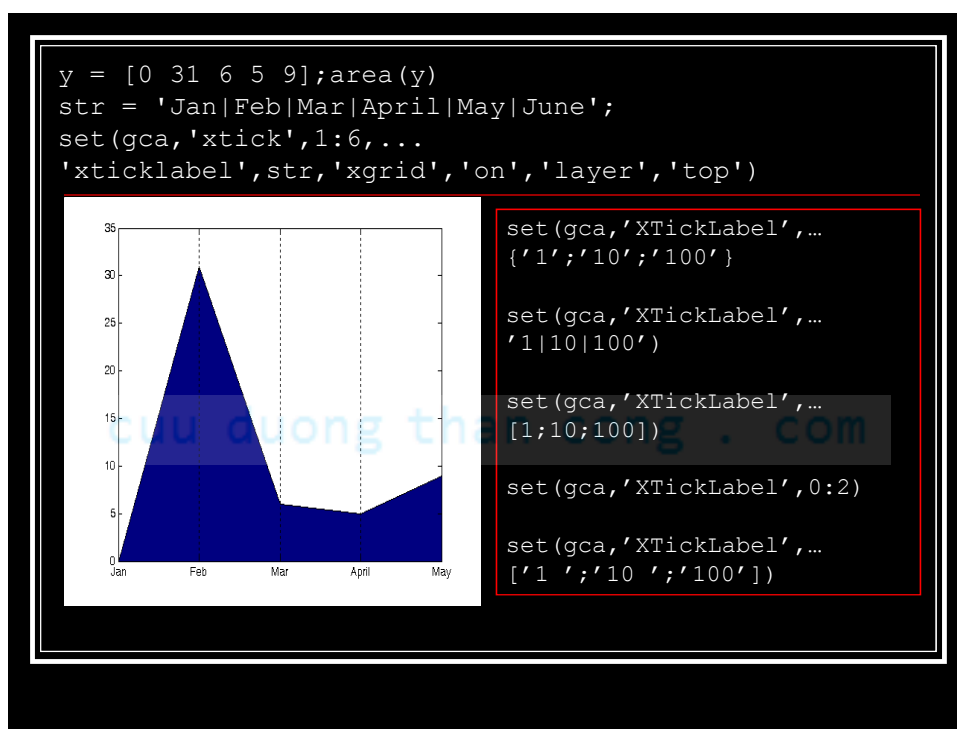 y = [0 31 6 5 9];area(y)
str = 'Jan|Feb|Mar|April|May|June';
set(gca,'xtick',1:6,...
'xticklabel',str,'xgrid','on','layer','top')
35
30
25
20
15
10
5
0
Jan Feb Mar April May
set(gca,’XTickLabel’,…
{’1’;’10’;’100’}
set(gca,’XTickLabel’,…
’1|10|100’)
set(gca,’XTickLabel’,…
[1;10;100])
set(gca,’XTickLabel’,0:2)
set(gca,’XTickLabel’,…
[’1 ’;’10 ’;’100’])
cuu duong than cong . com